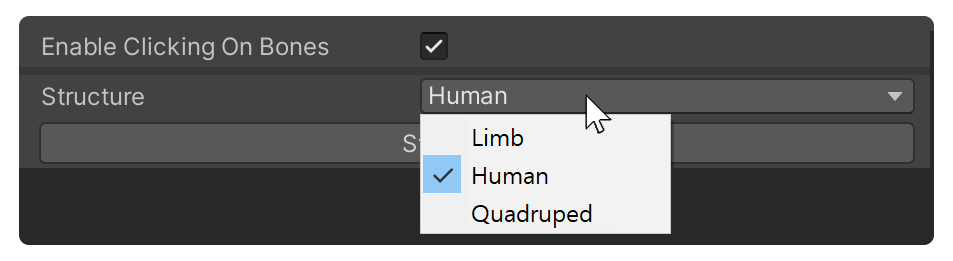 Enable Clicking On Bones
Structure
Human
Limb
Human
Quadruped